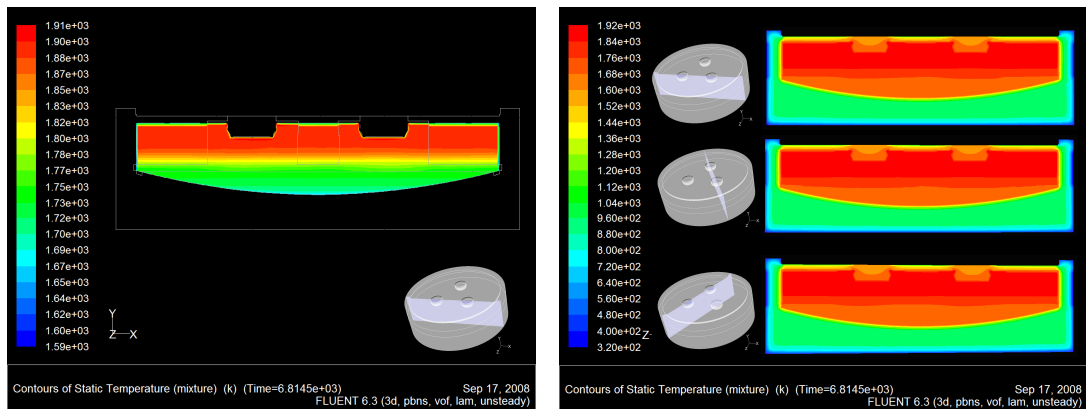 1.91e+03
1.90e+03
1.88e+03
1.87e+03
1.85e+03
1.83e+03
1.82e+03
1.80e+03
1.78e+03
1.77e+03
1.75e+03
1.73e+03
1.72e+03
1.70e+03
1.69e+03
1.67e+03
1.65e+03
1.64e+03
1.62e+03
1.60e+03
1.59e+03
Y
Z X
Contours of Static Temperature (mixture) (k) (Time=6.8145e+03)
Sep 17, 2008
FLUENT 6.3 (3d, pbns, vof, lam, unsteady)
1.92e+03
1.84e+03
1.76e+03
1.68e+03
1.60e+03
1.52e+03
1.44e+03
1.36e+03
1.28e+03
1.20e+03
1.12e+03
1.04e+03
9.60e+02
8.80e+02
8.00e+02
7.20e+02
6.40e+02
5.60e+02
4.80e+02
4.00e+02
3.20e+02
Z
Contours of Static Temperature (mixture) (k) (Time=6.8145e+03)
Sep 17, 2008
FLUENT 6.3 (3d, pbns, vof, lam, unsteady)